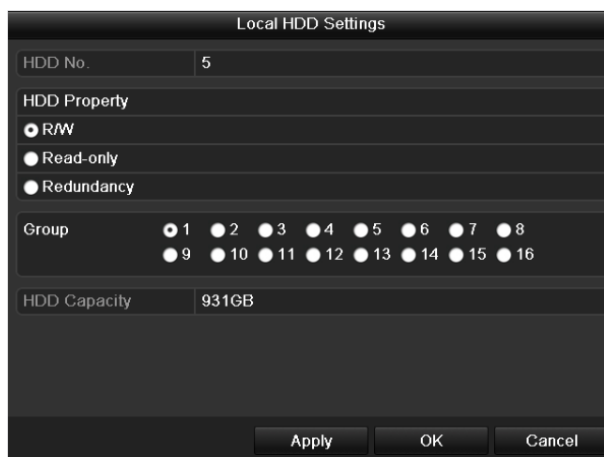 Local HDD Settings
HDD No. 5
HDD Property
R/W
Read-only
Redundancy
Group 1 2 3 4 5 6 7 8
9 10 11 12 13 14 15 16
HDD Capacity 931GB
Apply OK Cancel